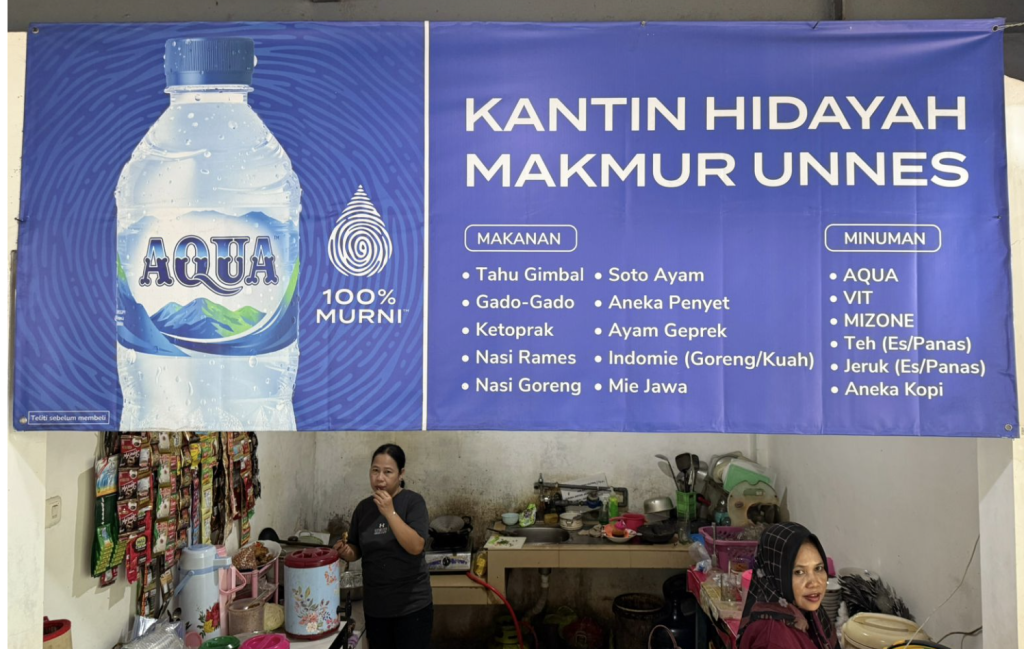 AQUA
100%
MURNI™
Teliti sebelum membeli
KANTIN HIDAYAH
MAKMUR UNNES
MAKANAN
• Tahu Gimbal
• Gado-Gado
• Ketoprak
• Nasi Rames
• Nasi Goreng
• Soto Ayam
• Aneka Penyet
• Ayam Geprek
• Indomie (Goreng/Kuah)
• Mie Jawa
MINUMAN
• AQUA
• VIT
• MIZONE
• Teh (Es/Panas)
• Jeruk (Es/Panas)
• Aneka Kopi